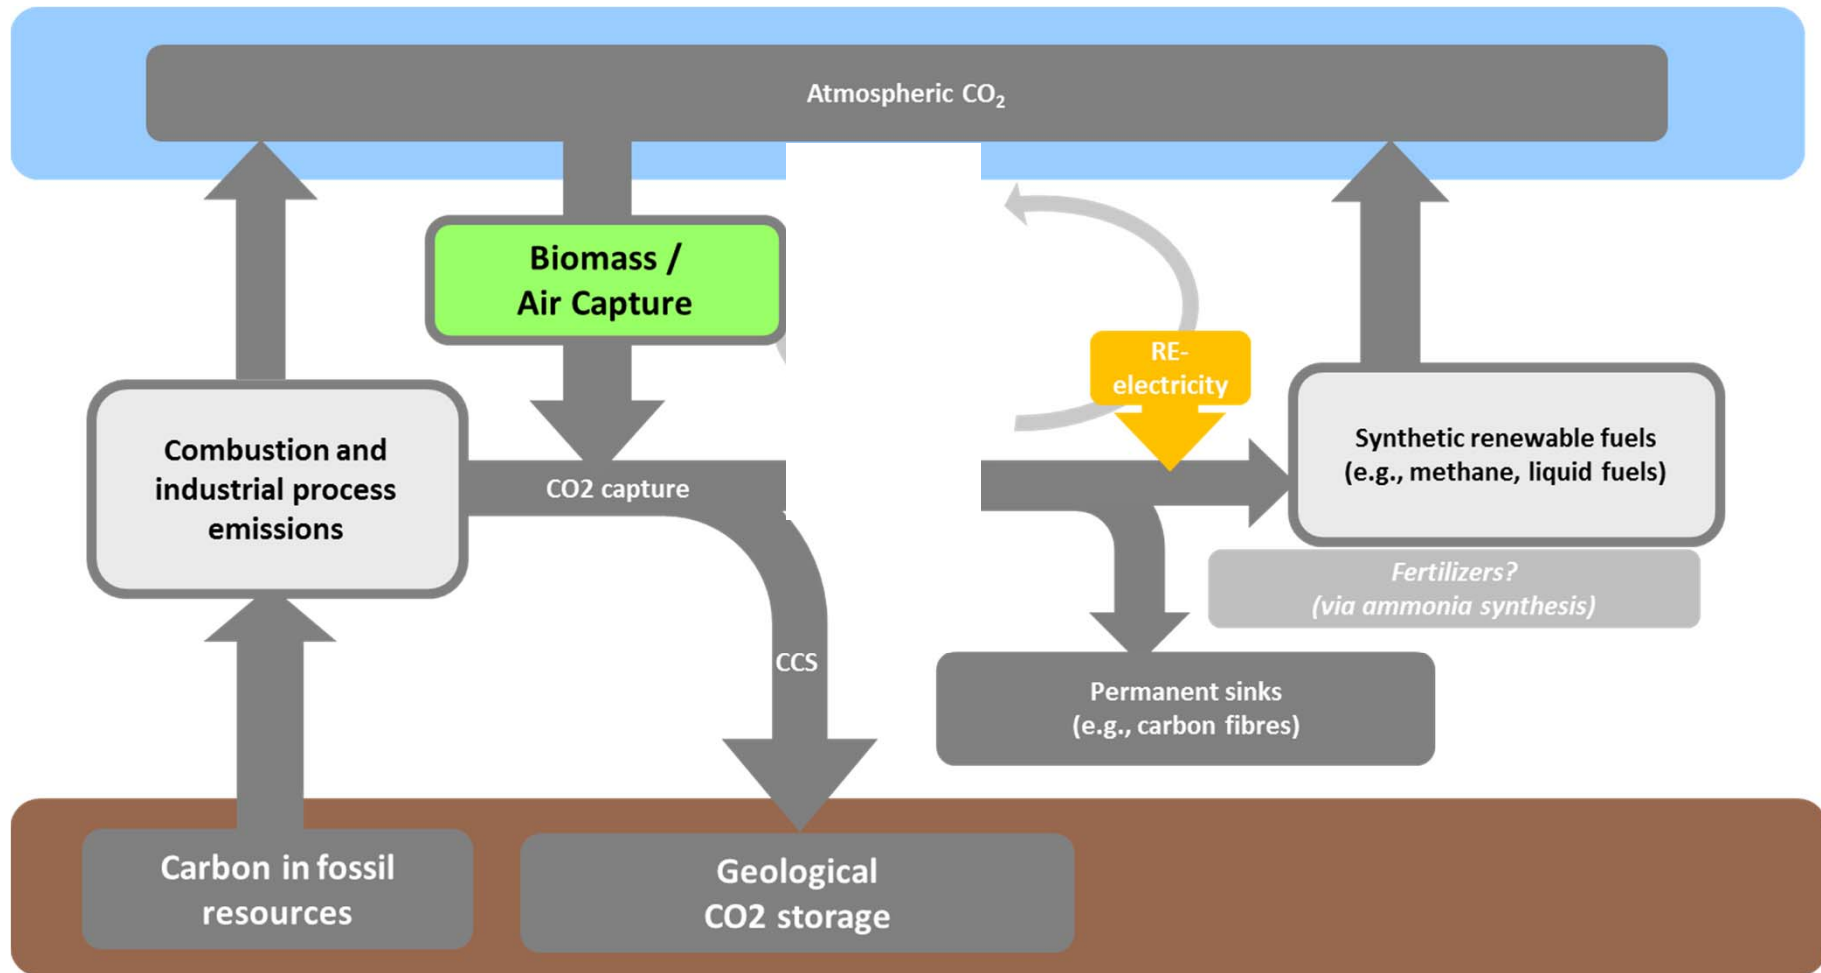 Atmospheric CO₂
Biomass /
Air Capture
RE-
electricity
Combustion and
industrial process
emissions
CO2 capture
Synthetic renewable fuels
(e.g., methane, liquid fuels)
Fertilizers?
(via ammonia synthesis)
CCS
Permanent sinks
(e.g., carbon fibres)
Carbon in fossil
resources
Geological
CO2 storage